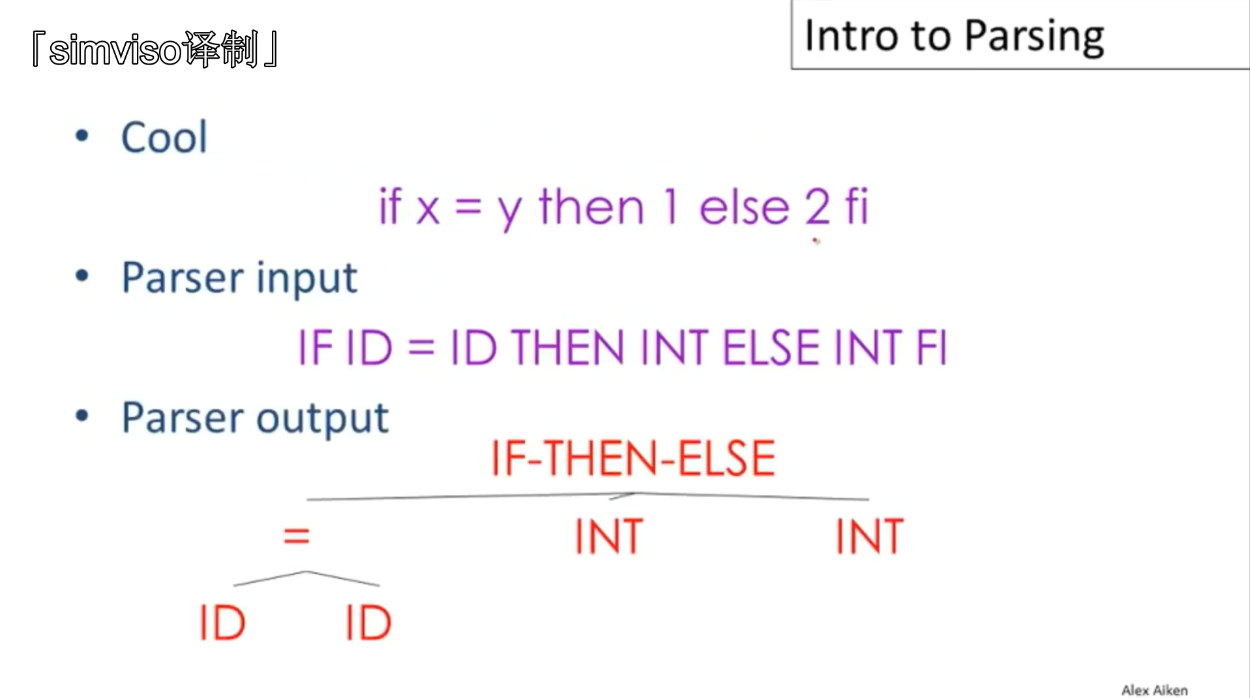 「simviso译制」
Intro to Parsing
• Cool
if x = y then 1 else 2 fi
• Parser input
IF ID = ID THEN INT ELSE INT FI
• Parser output
IF-THEN-ELSE
= INT INT
ID ID
Alex Aiken